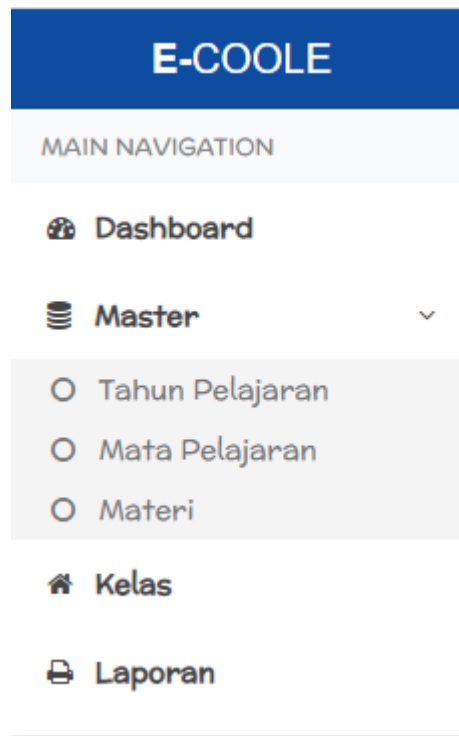 E-COOLE
MAIN NAVIGATION
Dashboard
Master
Tahun Pelajaran
Mata Pelajaran
Materi
Kelas
Laporan